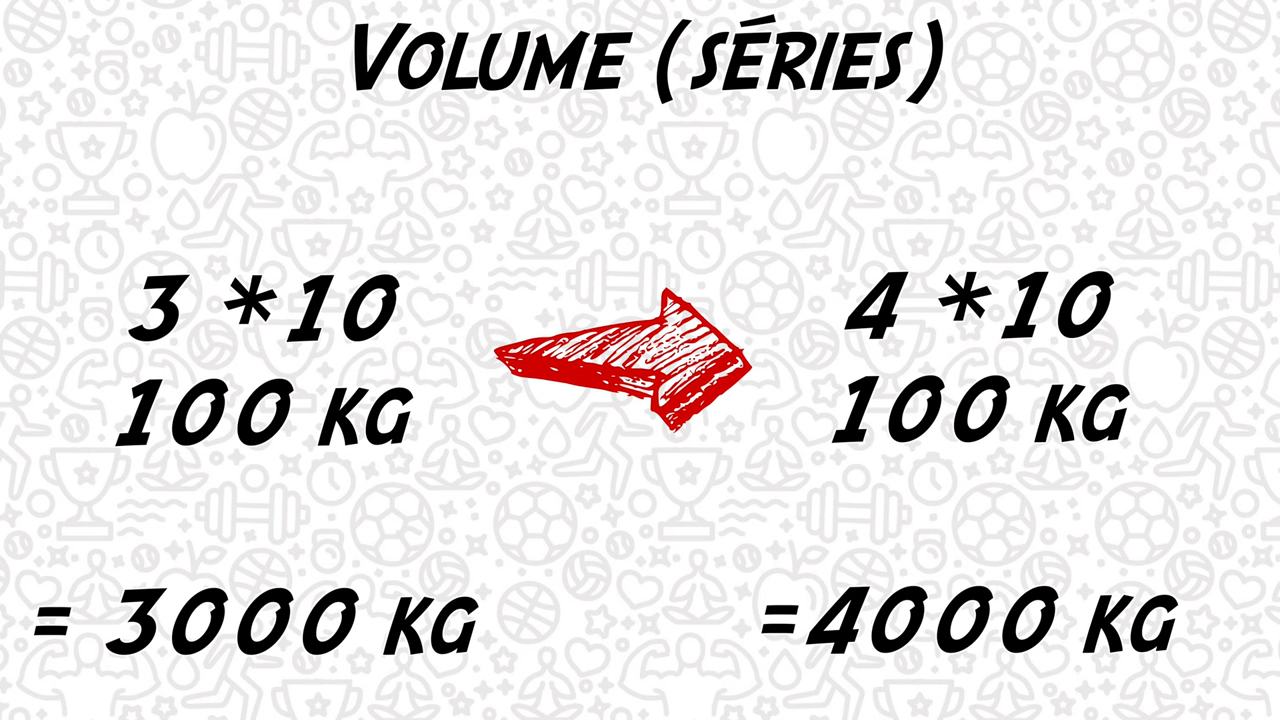 Volume (séries)
3 *10
100 kg
= 3000 kg
4 *10
100 kg
=4000 kg